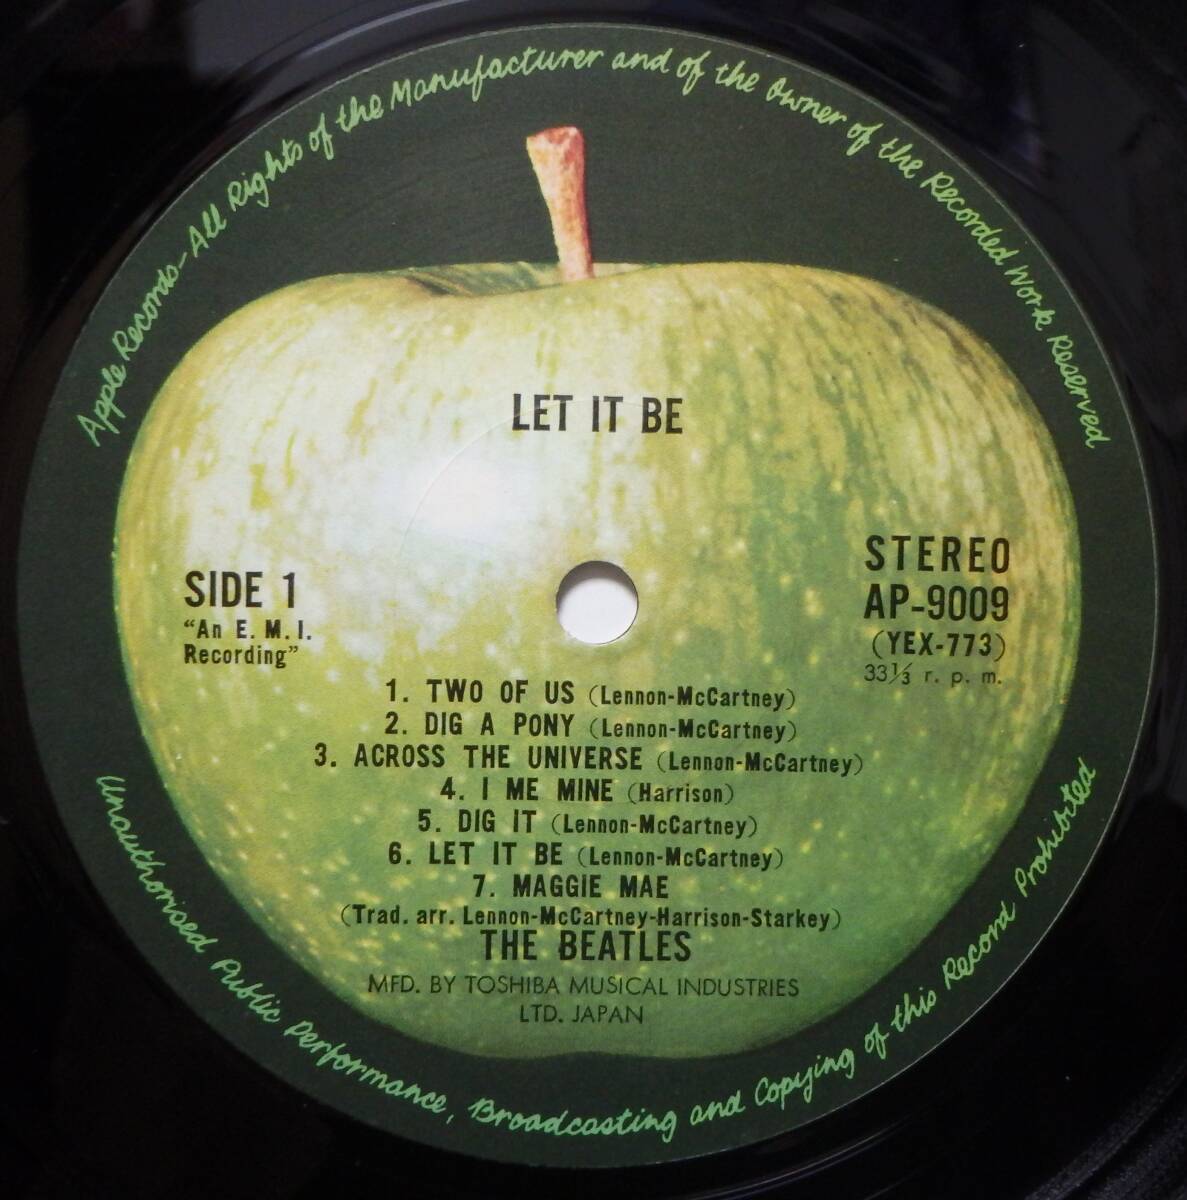 Apple Records-All Rights of the Manufacturer and of the Owner of the Recorded Work Reserved
LET IT BE
SIDE 1
"An E. M. I.
Recording"
STEREO
AP-9009
(YEX-773)
33⅓ r. p. m.
1. TWO OF US (Lennon-McCartney)
2. DIG A PONY (Lennon-McCartney)
3. ACROSS THE UNIVERSE (Lennon-McCartney)
4. I ME MINE (Harrison)
5. DIG IT (Lennon-McCartney)
6. LET IT BE (Lennon-McCartney)
7. MAGGIE MAE
(Trad. arr. Lennon-McCartney-Harrison-Starkey)
THE BEATLES
MFD. BY TOSHIBA MUSICAL INDUSTRIES
LTD. JAPAN
Unauthorised Public Performance, Broadcasting and Copying of this Record Prohibited